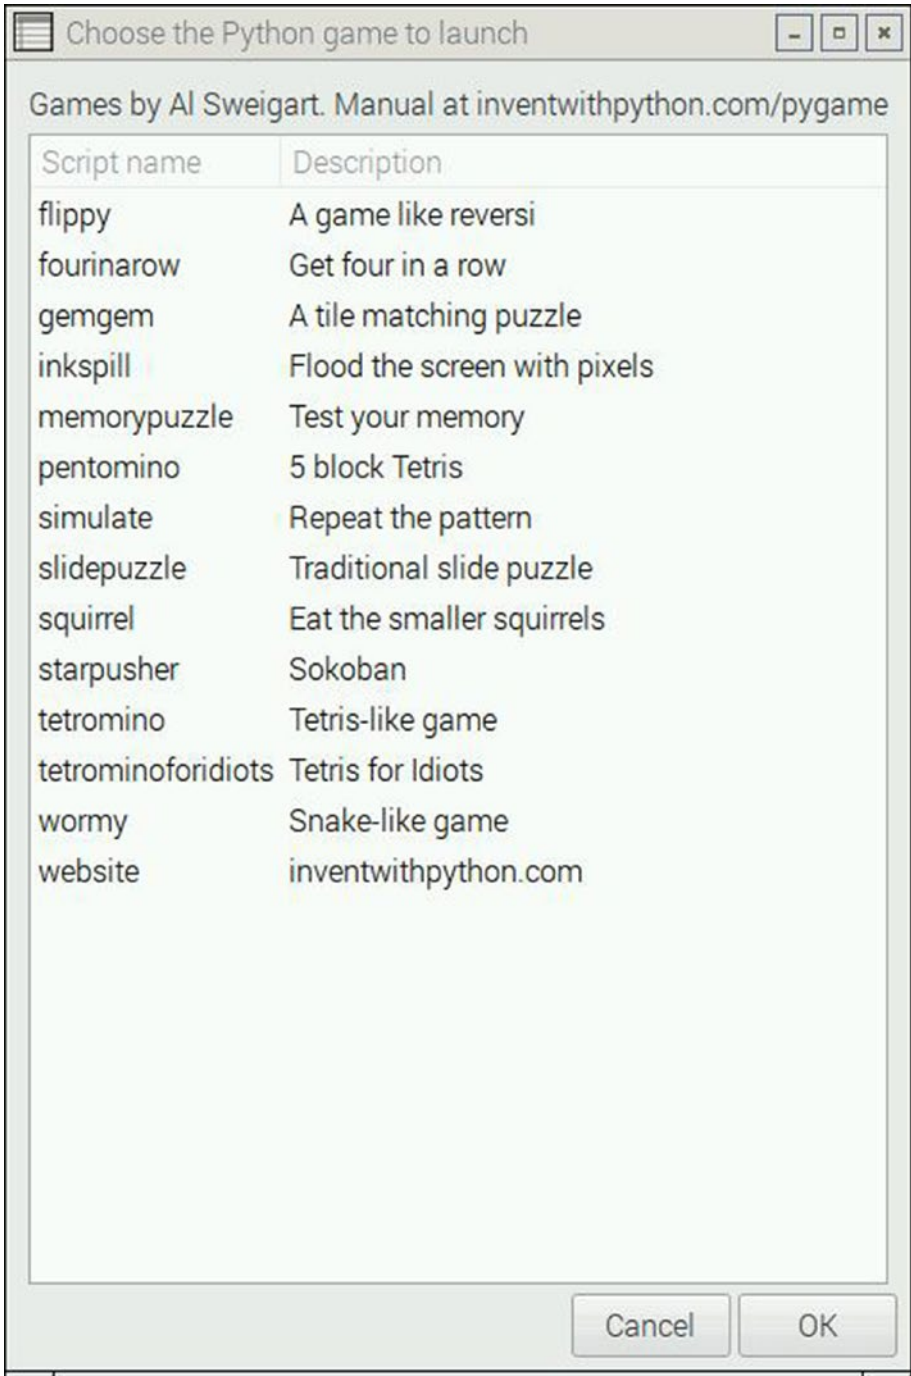 Choose the Python game to launch
Games by Al Sweigart. Manual at inventwithpython.com/pygame
Script name Description
flippy A game like reversi
fourinarow Get four in a row
gemgem A tile matching puzzle
inkspill Flood the screen with pixels
memorypuzzle Test your memory
pentomino 5 block Tetris
simulate Repeat the pattern
slidepuzzle Traditional slide puzzle
squirrel Eat the smaller squirrels
starpusher Sokoban
tetromino Tetris-like game
tetrominoforidiots Tetris for Idiots
wormy Snake-like game
website inventwithpython.com
Cancel OK